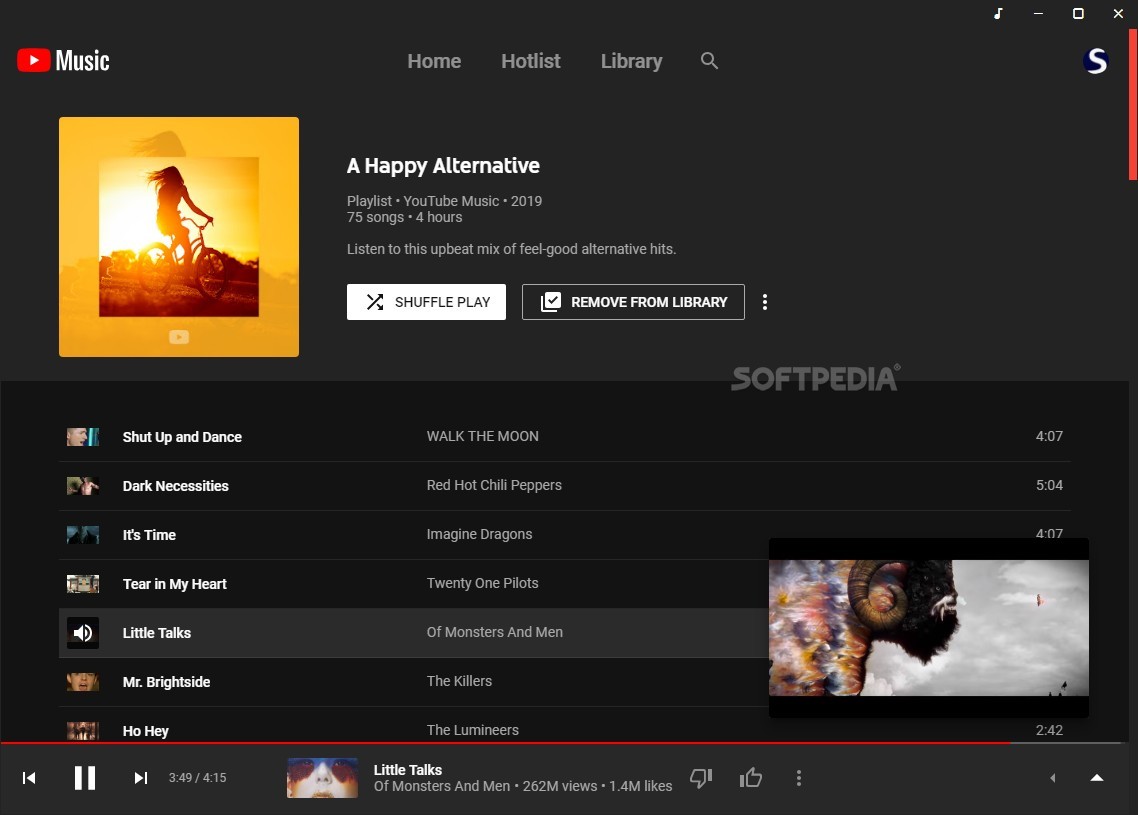 Music
Home
Hotlist
Library
A Happy Alternative
Playlist • YouTube Music • 2019
75 songs • 4 hours
Listen to this upbeat mix of feel-good alternative hits.
SHUFFLE PLAY
REMOVE FROM LIBRARY
SOFTPEDIA®
Shut Up and Dance WALK THE MOON 4:07
Dark Necessities Red Hot Chili Peppers 5:04
It's Time Imagine Dragons 4:07
Tear in My Heart Twenty One Pilots
Little Talks Of Monsters And Men
Mr. Brightside The Killers
Ho Hey The Lumineers 2:42
3:49 / 4:15
Little Talks
Of Monsters And Men • 262M views • 1.4M likes